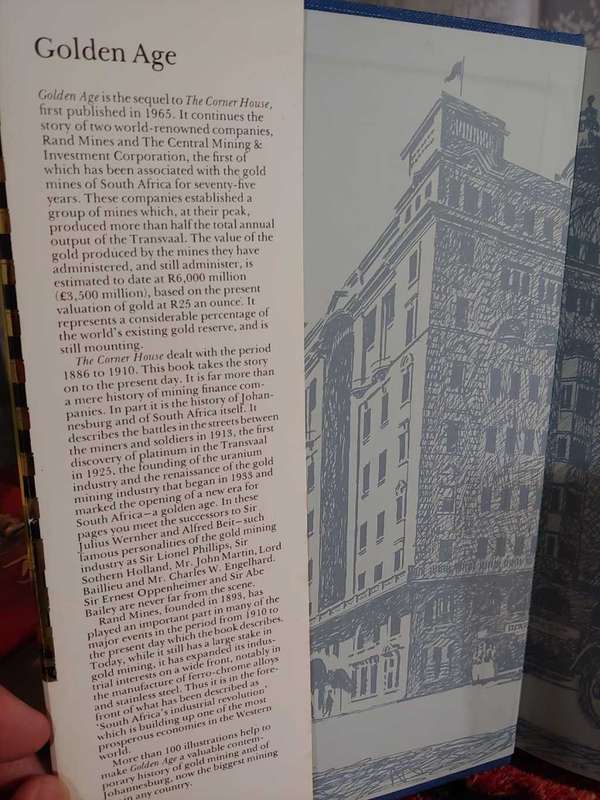 Golden Age
Golden Age is the sequel to The Corner House,
first published in 1965. It continues the
story of two world-renowned companies,
Rand Mines and The Central Mining &
Investment Corporation, the first of
which has been associated with the gold
mines of South Africa for seventy-five
years. These companies established a
group of mines which, at their peak,
produced more than half the total annual
output of the Transvaal. The value of the
gold produced by the mines they have
administered, and still administer, is
estimated to date at R6,000 million
(£3,500 million), based on the present
valuation of gold at R25 an ounce. It
represents a considerable percentage of
the world's existing gold reserve, and is
still mounting.
The Corner House dealt with the period
1886 to 1910. This book takes the story
on to the present day. It is far more than
a mere history of mining finance com-
panies. In part it is the history of Johan-
nesburg and of South Africa itself. It
describes the battles in the streets between
the miners and soldiers in 1913, the first
discovery of platinum in the Transvaal
in 1925, the founding of the uranium
industry and the renaissance of the gold
mining industry that began in 1933 and
marked the opening of a new era for
South Africa—a golden age. In these
pages you meet the successors to Sir
Julius Wernher and Alfred Beit—such
famous personalities of the gold mining
industry as Sir Lionel Phillips, Sir
Sothern Holland, Mr. John Martin, Lord
Baillieu and Mr. Charles W. Engelhard.
Sir Ernest Oppenheimer and Sir Abe
Bailey are never far from the scene.
Rand Mines, founded in 1893, has
played an important part in many of the
major events in the period from 1910 to
the present day which the book describes.
Today, while it still has a large stake in
gold mining, it has expanded its indus-
trial interests on a wide front, notably in
the manufacture of ferro-chrome alloys
and stainless steel. Thus it is in the fore-
front of what has been described as
'South Africa's industrial revolution'
which is building up one of the most
prosperous economies in the Western
world.
More than 100 illustrations help to
make Golden Age a valuable contem-
porary history of gold mining and of
Johannesburg, now the biggest mining
in any country.